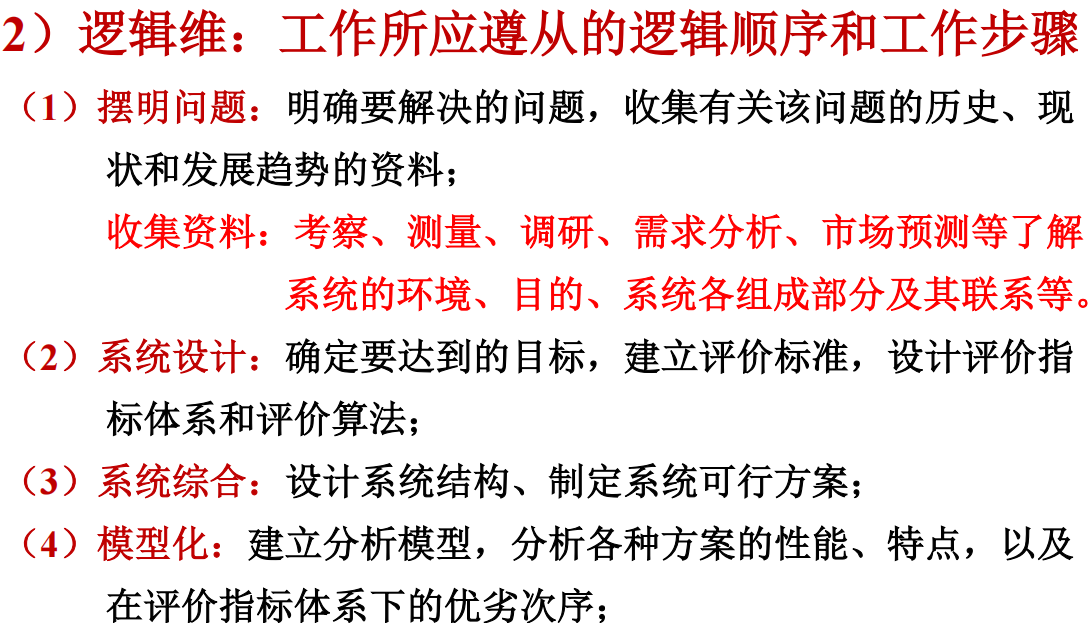 2）逻辑维：工作所应遵从的逻辑顺序和工作步骤
（1）摆明问题：明确要解决的问题，收集有关该问题的历史、现
状和发展趋势的资料；
收集资料：考察、测量、调研、需求分析、市场预测等了解
系统的环境、目的、系统各组成部分及其联系等。
（2）系统设计：确定要达到的目标，建立评价标准，设计评价指
标体系和评价算法；
（3）系统综合：设计系统结构、制定系统可行方案；
（4）模型化：建立分析模型，分析各种方案的性能、特点，以及
在评价指标体系下的优劣次序；